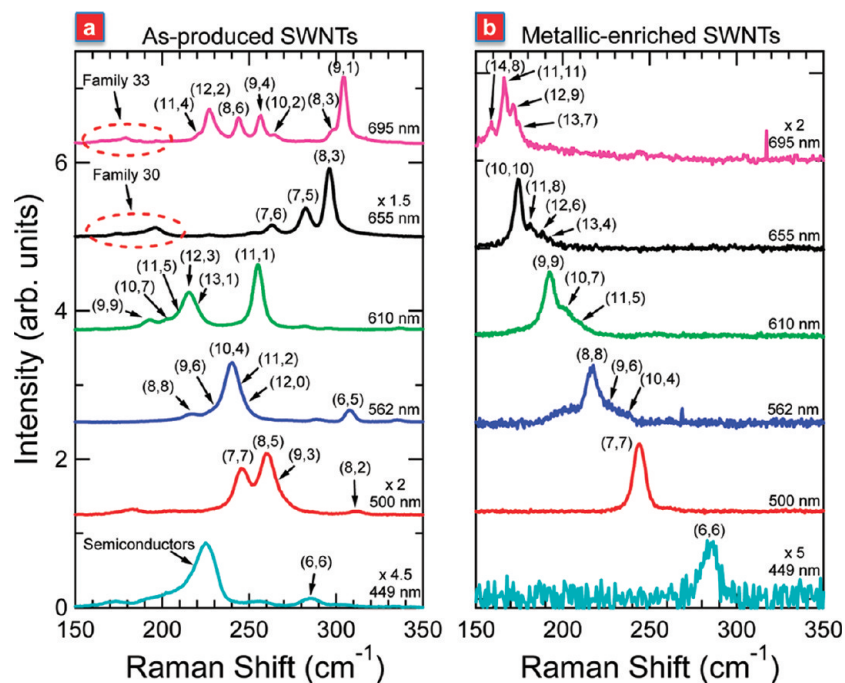 a
As-produced SWNTs
Family 33
(11,4)
(12,2)
(8,6)
(9,4)
(10,2)
(8,3)
(9,1)
695 nm
Family 30
(7,6)
(7,5)
(8,3)
x 1.5
655 nm
(9,9)
(10,7)
(11,5)
(12,3)
(13,1)
(11,1)
610 nm
(8,8)
(9,6)
(10,4)
(11,2)
(12,0)
(6,5)
562 nm
(7,7)
(8,5)
(9,3)
(8,2)
x 2
500 nm
Semiconductors
(6,6)
x 4.5
449 nm
6
4
2
0
Intensity (arb. units)
150 200 250 300 350
Raman Shift (cm⁻¹)
b
Metallic-enriched SWNTs
(14,8)
(11,11)
(12,9)
(13,7)
x 2
695 nm
(10,10)
(11,8)
(12,6)
(13,4)
655 nm
(9,9)
(10,7)
(11,5)
610 nm
(8,8)
(9,6)
(10,4)
562 nm
(7,7)
500 nm
(6,6)
x 5
449 nm
150 200 250 300 350
Raman Shift (cm⁻¹)